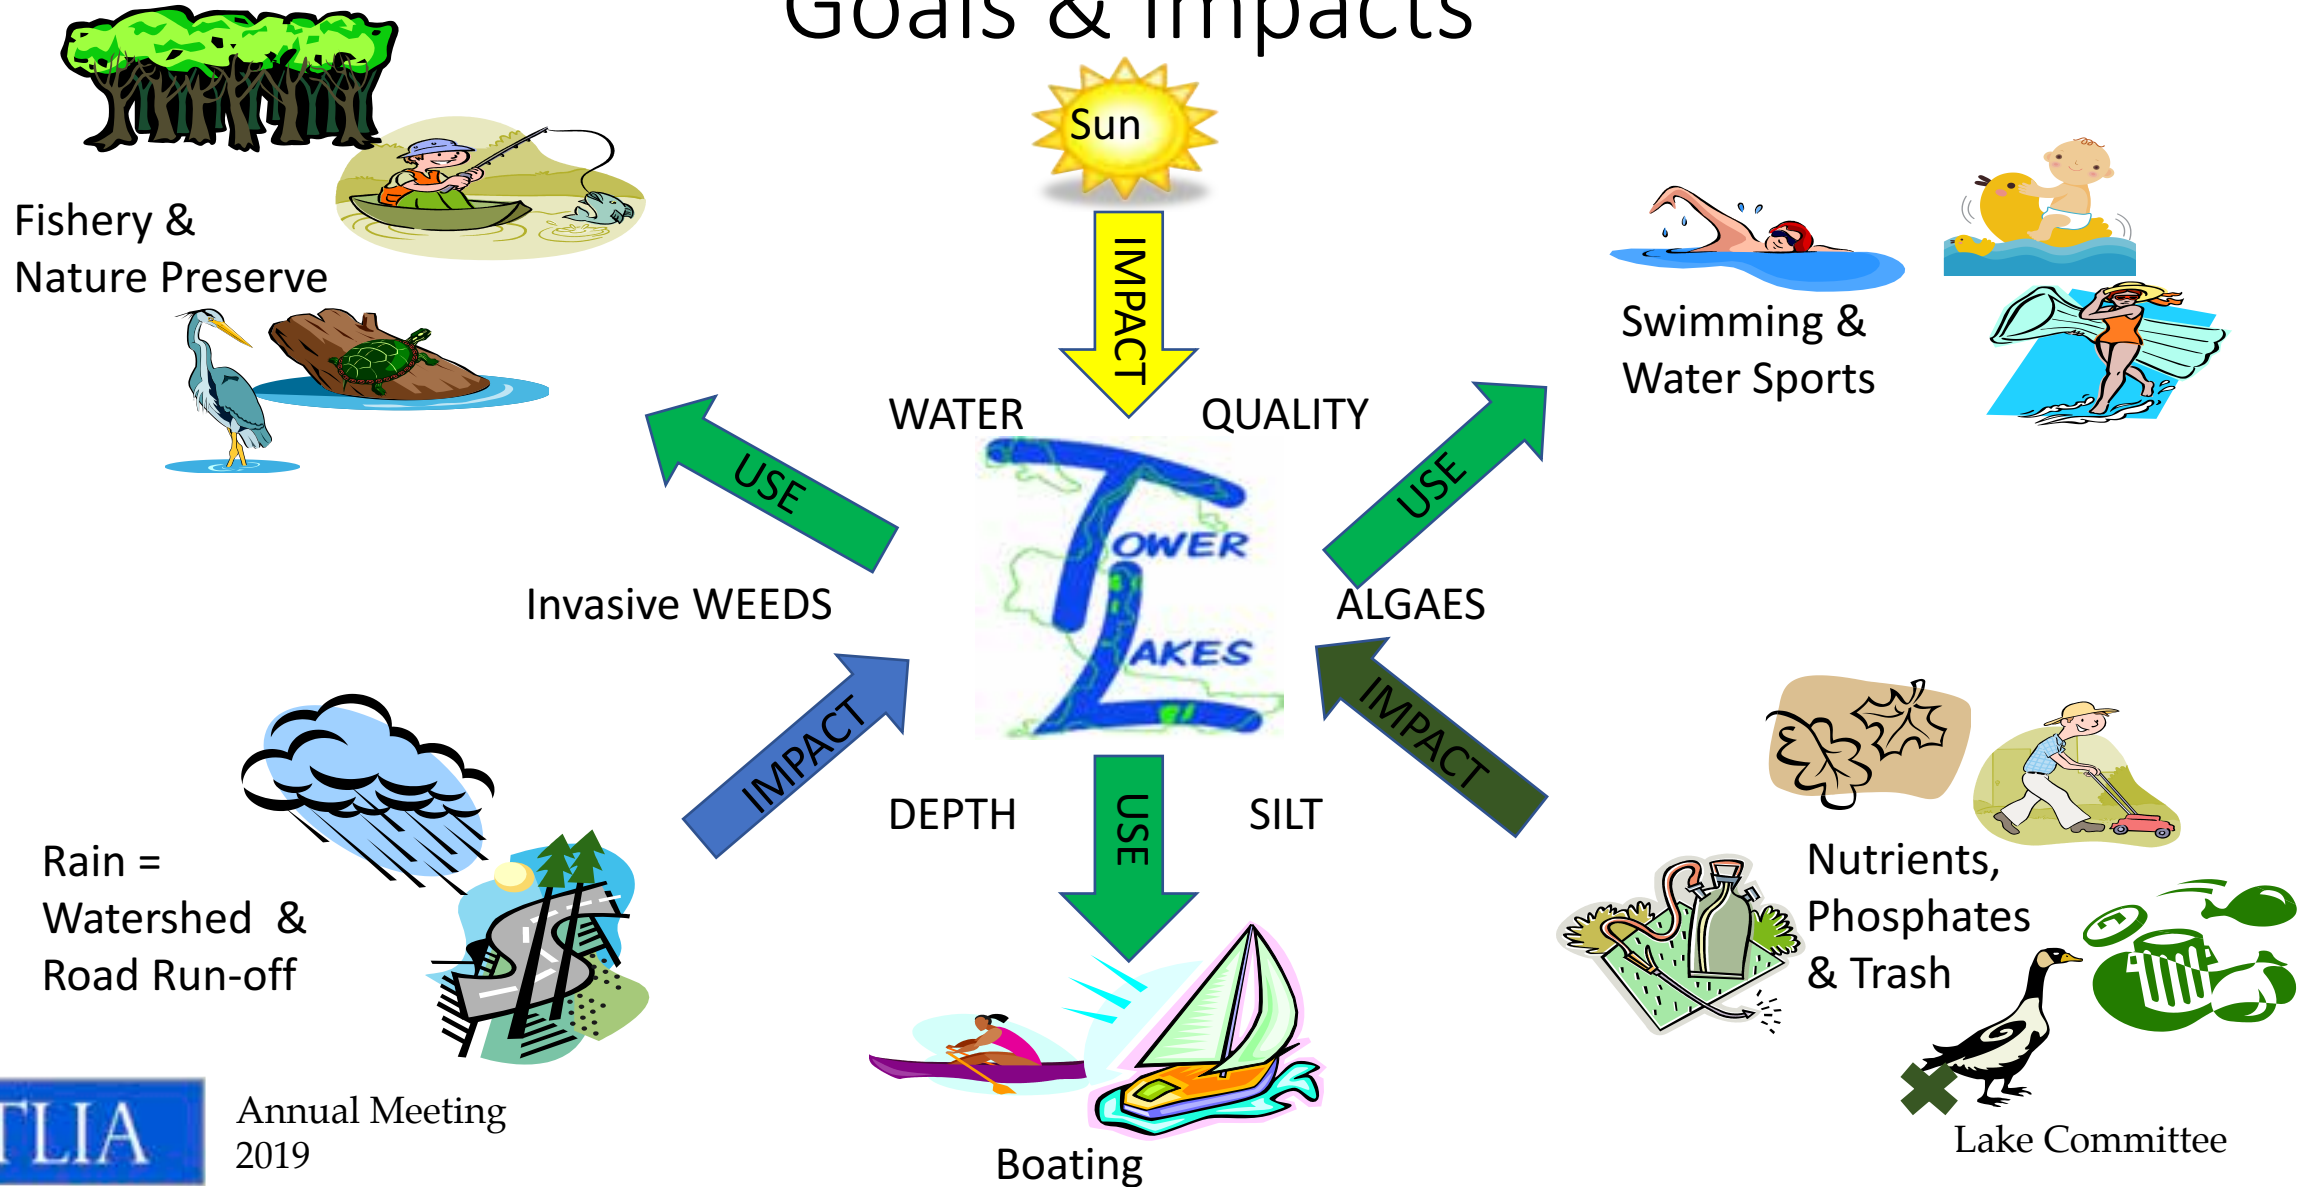 Goals & Impacts
Sun
IMPACT
Fishery &
Nature Preserve
Swimming &
Water Sports
WATER
QUALITY
USE
USE
TOWER
LAKES
Invasive WEEDS
ALGAES
IMPACT
IMPACT
DEPTH
USE
SILT
Rain =
Watershed &
Road Run-off
Nutrients,
Phosphates
& Trash
Boating
TLIA
Annual Meeting
2019
Lake Committee